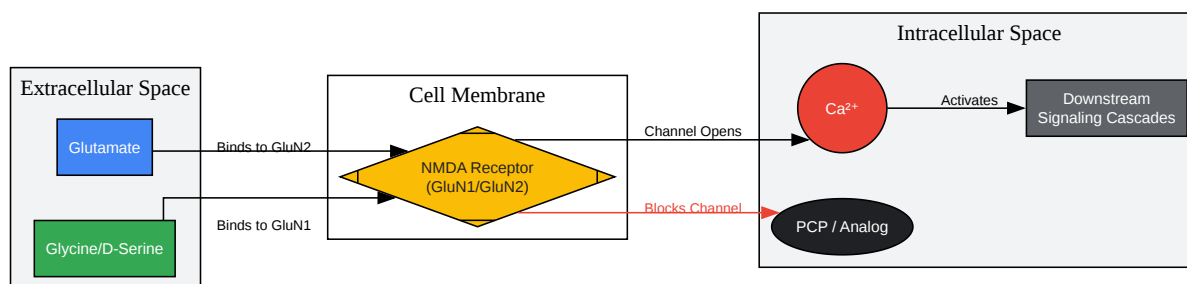 Extracellular Space
Glutamate
Glycine/D-Serine
Binds to GluN2
Binds to GluN1
Cell Membrane
NMDA Receptor
(GluN1/GluN2)
Channel Opens
Blocks Channel
Intracellular Space
Ca²⁺
Activates
Downstream
Signaling Cascades
PCP / Analog